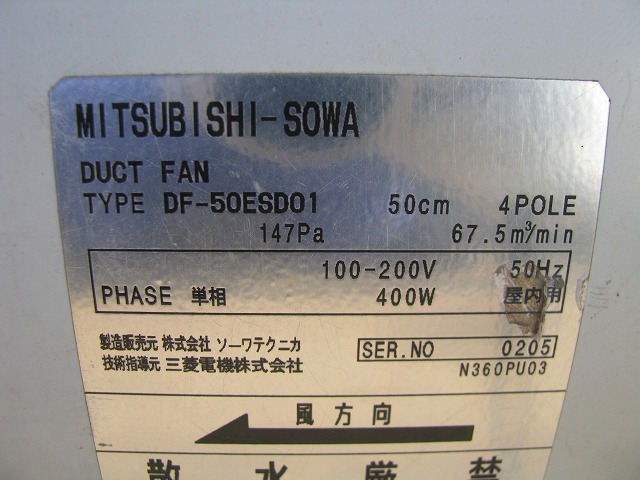 MITSUBISHI-SOWA
DUCT FAN
TYPE DF-50ESD01 50cm 4POLE
147Pa 67.5m³/min
100-200V 50Hz
PHASE 単相 400W 屋内用
製造販売元 株式会社 ソーワテクニカ
技術指導元 三菱電機株式会社
SER.NO 0205
N360PU03
風方向
散水厳禁